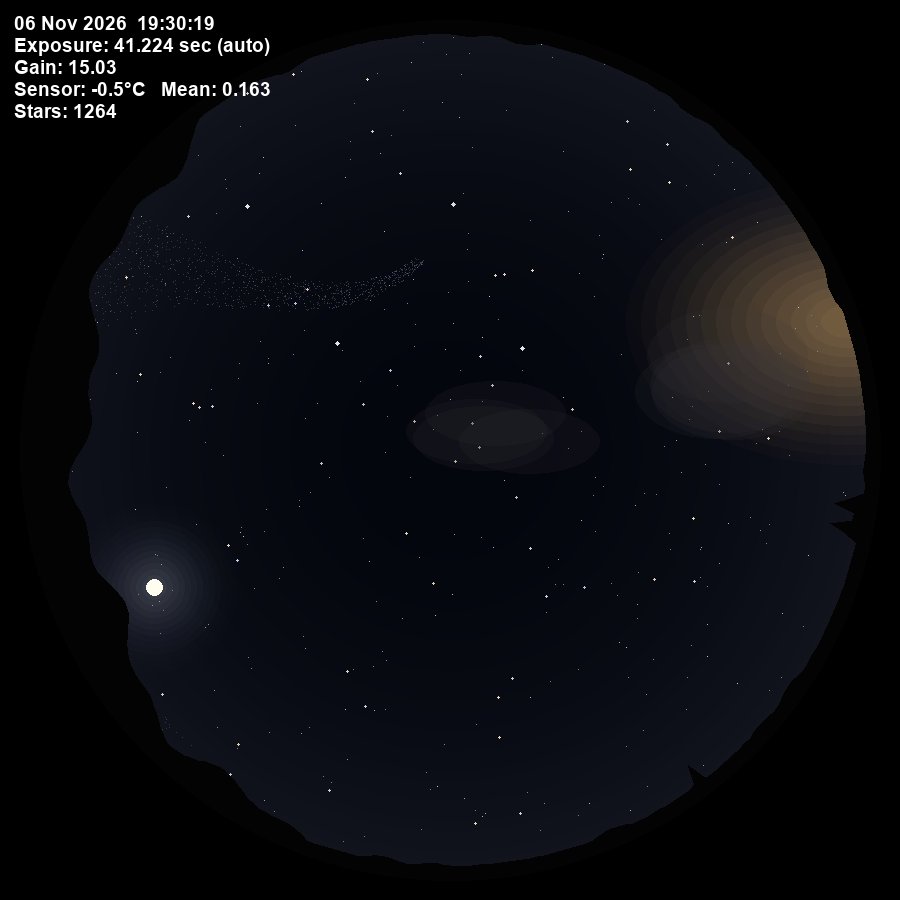 06 Nov 2026  19:30:19
Exposure: 41.224 sec (auto)
Gain: 15.03
Sensor: -0.5°C   Mean: 0.163
Stars: 1264